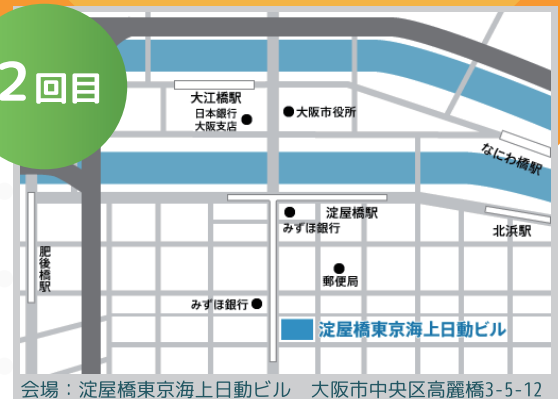 2回目
大江橋駅
日本銀行
大阪支店
大阪市役所
なにわ橋駅
淀屋橋駅
みずほ銀行
北浜駅
肥後橋駅
郵便局
みずほ銀行
淀屋橋東京海上日動ビル
会場：淀屋橋東京海上日動ビル　大阪市中央区高麗橋3-5-12